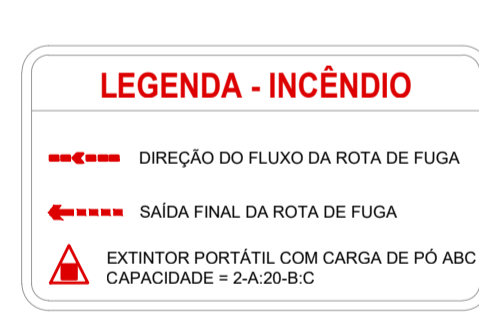 LEGENDA - INCÊNDIO
DIREÇÃO DO FLUXO DA ROTA DE FUGA
SAÍDA FINAL DA ROTA DE FUGA
EXTINTOR PORTÁTIL COM CARGA DE PÓ ABC
CAPACIDADE = 2-A:20-B:C